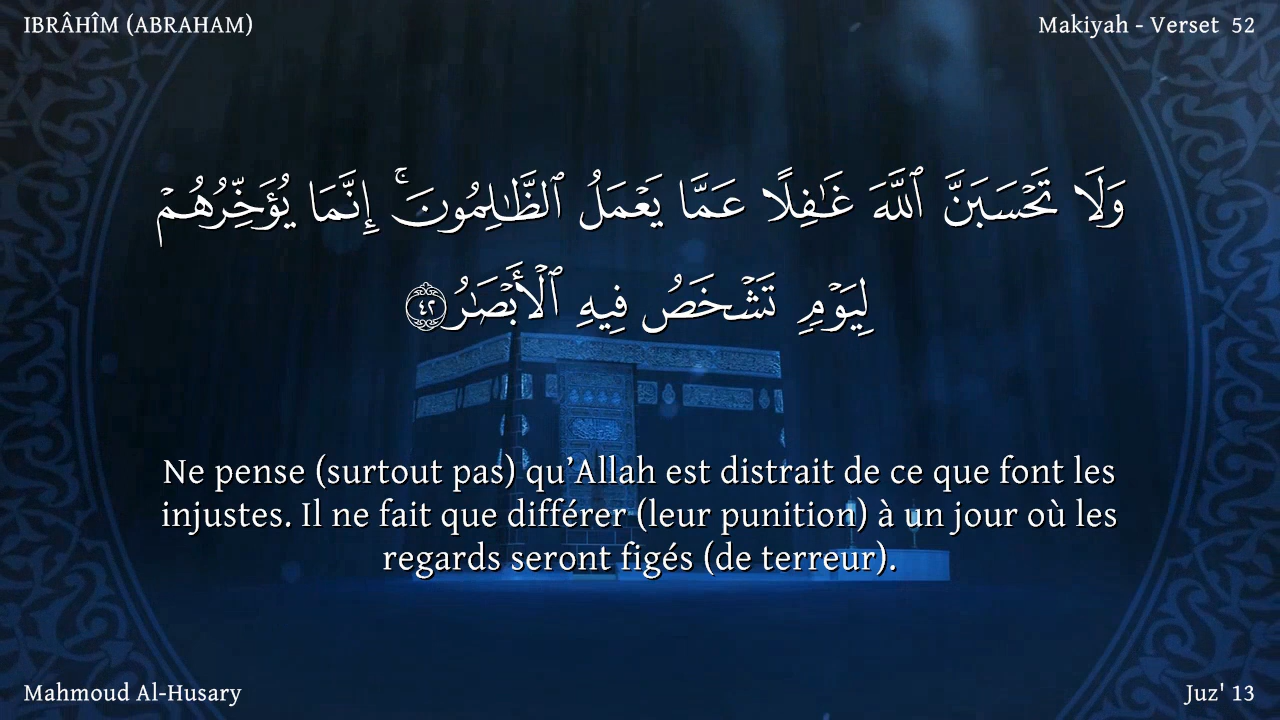 IBRÂHÎM (ABRAHAM)
Makiyah - Verset 52
وَلَا تَحْسَبَنَّ ٱللَّهَ غَٰفِلًا عَمَّا يَعْمَلُ ٱلظَّٰلِمُونَ ۚ إِنَّمَا يُؤَخِّرُهُمْ
لِيَوْمٍ تَشْخَصُ فِيهِ ٱلْأَبْصَٰرُ ٤٢
Ne pense (surtout pas) qu’Allah est distrait de ce que font les
injustes. Il ne fait que différer (leur punition) à un jour où les
regards seront figés (de terreur).
Mahmoud Al-Husary
Juz' 13